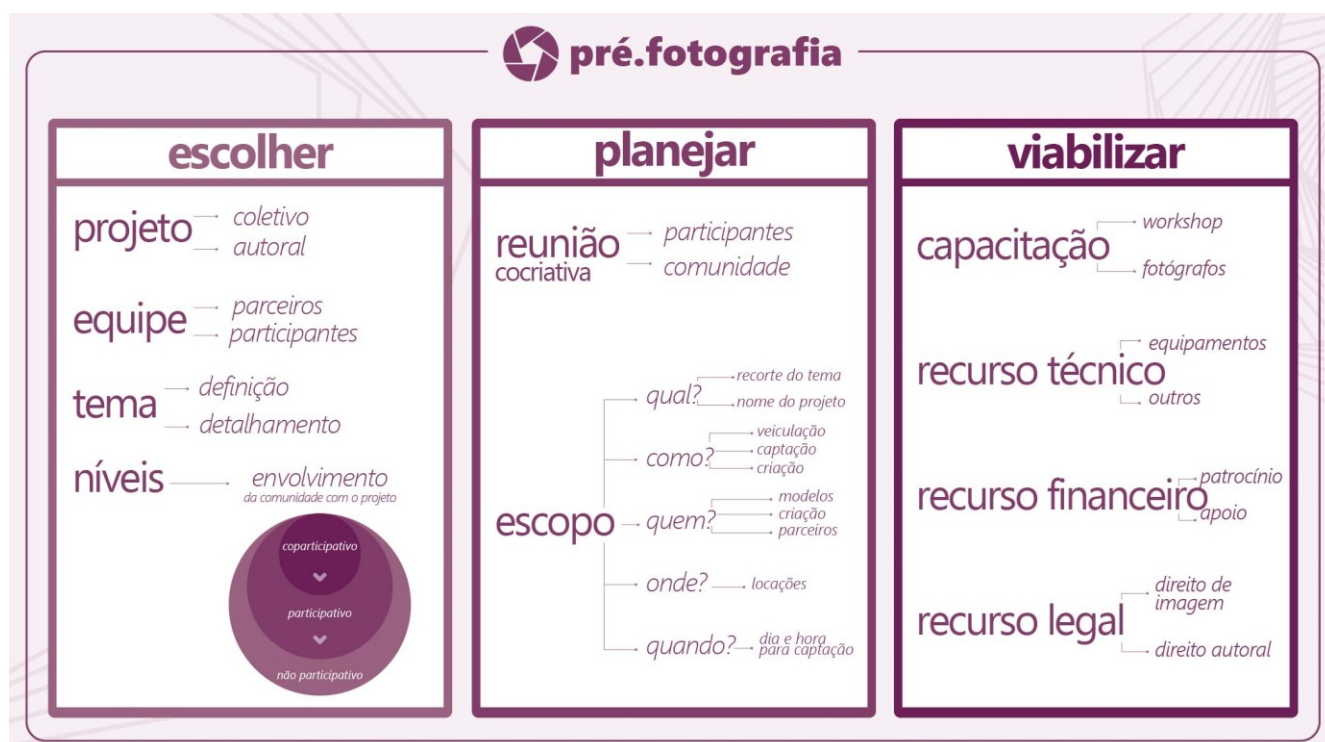 pré.fotografia
escolher
projeto
coletivo
autoral
equipe
parceiros
participantes
tema
definição
detalhamento
níveis
envolvimento
da comunidade com o projeto
coparticipativo
participativo
não participativo
planejar
reunião
cocriativa
participantes
comunidade
escopo
qual?
recorte do tema
nome do projeto
como?
veiculação
captação
criação
quem?
modelos
criação
parceiros
onde?
locações
quando?
dia e hora
para captação
viabilizar
capacitação
workshop
fotógrafos
recurso técnico
equipamentos
outros
recurso financeiro
patrocínio
apoio
recurso legal
direito de
imagem
direito autoral